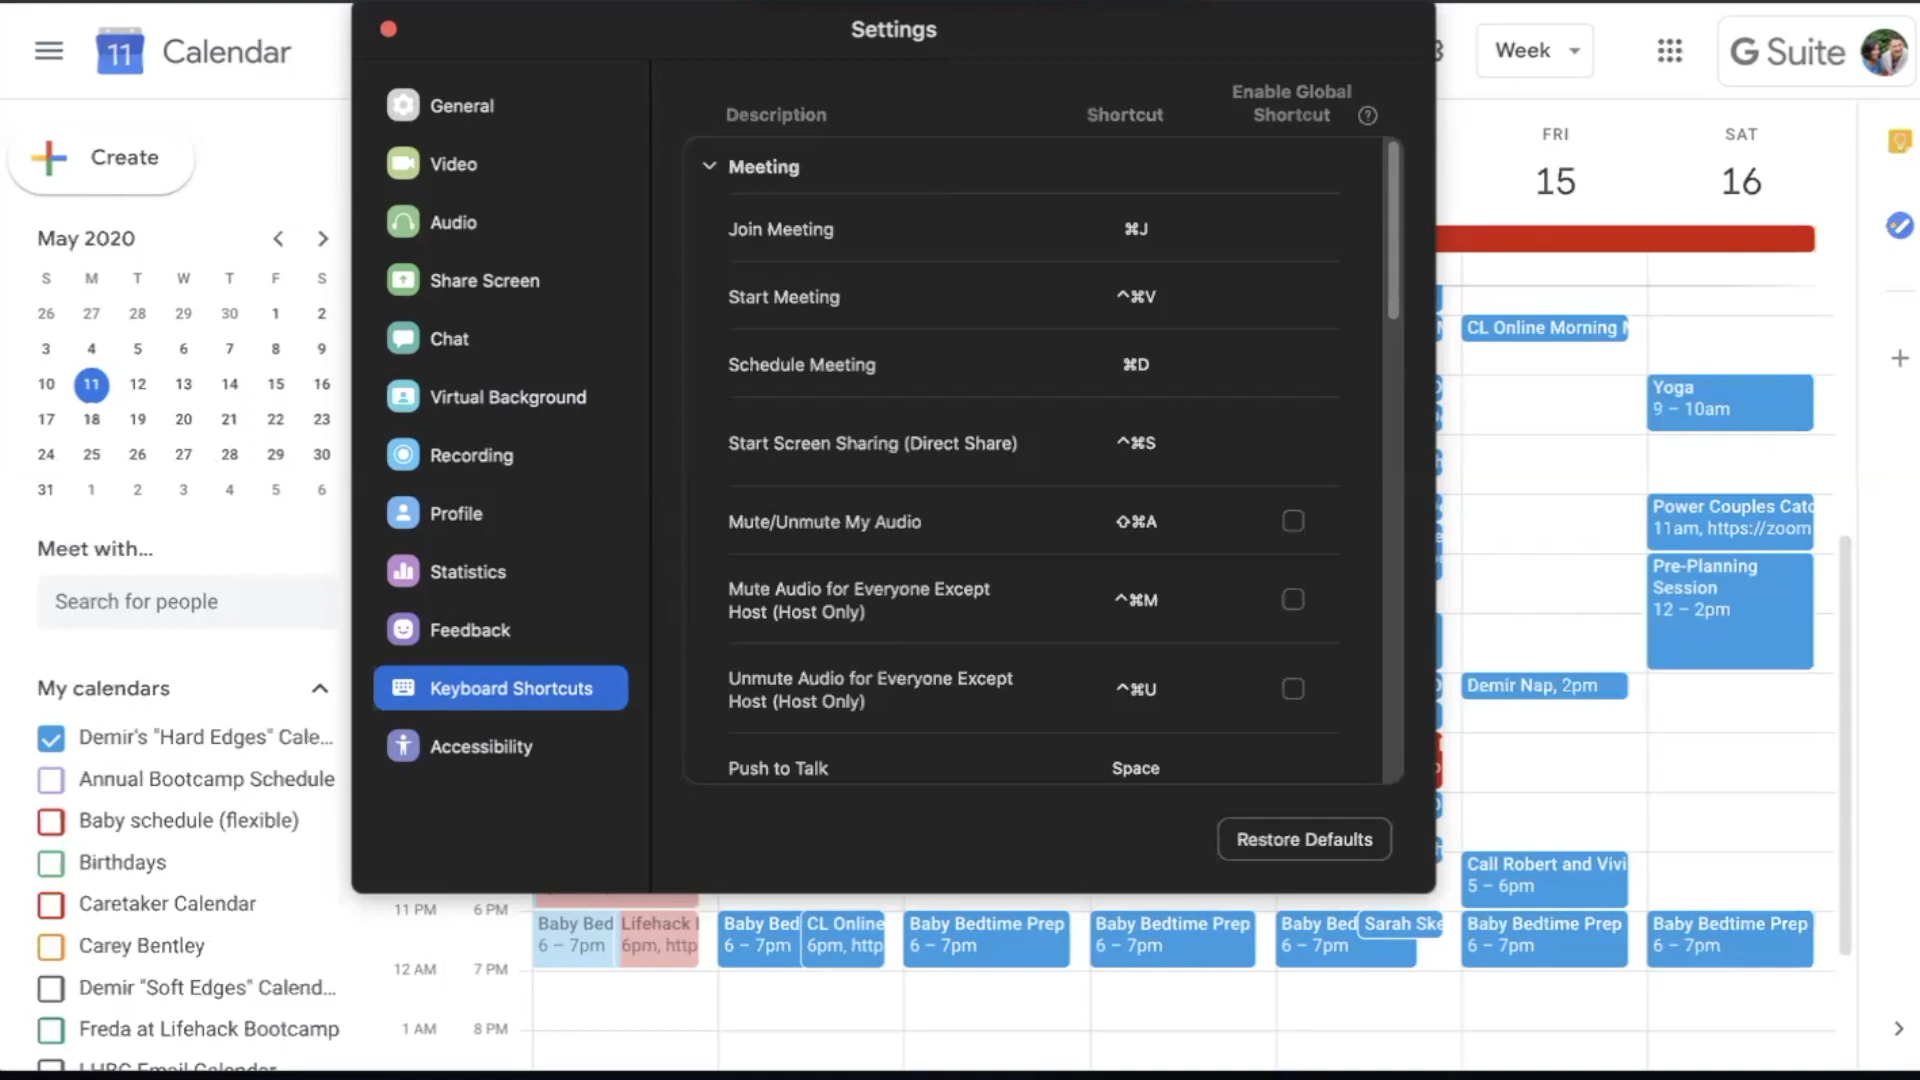 Settings
11 Calendar
Week
G Suite
Create
May 2020
S M T W T F S
26 27 28 29 30 1 2
3 4 5 6 7 8 9
10 11 12 13 14 15 16
17 18 19 20 21 22 23
24 25 26 27 28 29 30
31 1 2 3 4 5 6
Meet with...
Search for people
My calendars
Demir's "Hard Edges" Cale...
Annual Bootcamp Schedule
Baby schedule (flexible)
Birthdays
Caretaker Calendar
Carey Bentley
Demir "Soft Edges" Calend...
Freda at Lifehack Bootcamp
General
Video
Audio
Share Screen
Chat
Virtual Background
Recording
Profile
Statistics
Feedback
Keyboard Shortcuts
Accessibility
Description Shortcut Enable Global
Shortcut ?
Meeting
Join Meeting ⌘J
Start Meeting ^⌘V
Schedule Meeting ⌘D
Start Screen Sharing (Direct Share) ^⌘S
Mute/Unmute My Audio ⇧⌘A
Mute Audio for Everyone Except
Host (Host Only) ^⌘M
Unmute Audio for Everyone Except
Host (Host Only) ^⌘U
Push to Talk Space
Restore Defaults
FRI SAT
15 16
CL Online Morning
Yoga
9 – 10am
Power Couples Catc
11am, https://zoom
Pre-Planning
Session
12 – 2pm
Demir Nap, 2pm
Call Robert and Vivi
5 – 6pm
11 PM 6 PM
Baby Bed Lifehack Baby Bed CL Online Baby Bedtime Prep Baby Bedtime Prep Baby Bed Sarah Ske Baby Bedtime Prep Baby Bedtime Prep
6 – 7pm 6pm, http 6 – 7pm 6pm, http 6 – 7pm 6 – 7pm 6 – 7pm 6 – 7pm 6 – 7pm
12 AM 7 PM
1 AM 8 PM